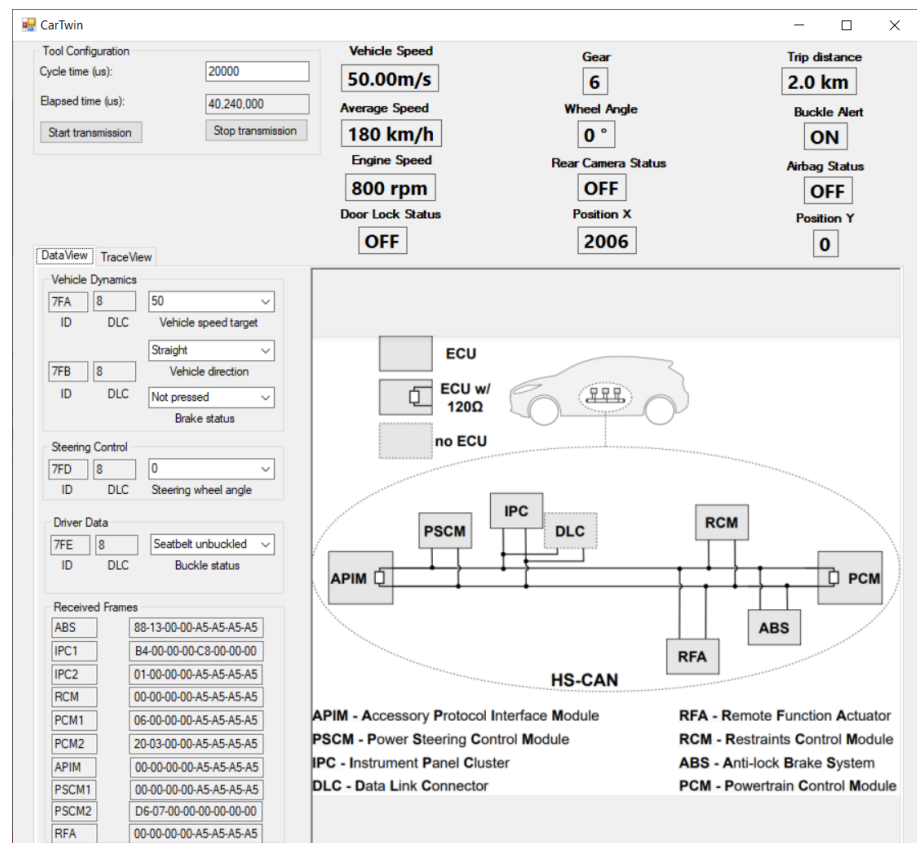 CarTwin
Tool Configuration
Cycle time (us):
20000
Elapsed time (us):
40.240.000
Start transmission
Stop transmission
Vehicle Speed
50.00m/s
Average Speed
180 km/h
Engine Speed
800 rpm
Door Lock Status
OFF
Gear
6
Wheel Angle
0 °
Rear Camera Status
OFF
Position X
2006
Trip distance
2.0 km
Buckle Alert
ON
Airbag Status
OFF
Position Y
0
DataView
TraceView
Vehicle Dynamics
7FA 8 50
ID DLC Vehicle speed target
Straight
7FB 8 Vehicle direction
ID DLC Not pressed
Brake status
Steering Control
7FD 8 0
ID DLC Steering wheel angle
Driver Data
7FE 8 Seatbelt unbuckled
ID DLC Buckle status
Received Frames
ABS 88-13-00-00-A5-A5-A5-A5
IPC1 B4-00-00-00-C8-00-00-00
IPC2 01-00-00-00-A5-A5-A5-A5
RCM 00-00-00-00-A5-A5-A5-A5
PCM1 06-00-00-00-A5-A5-A5-A5
PCM2 20-03-00-00-A5-A5-A5-A5
APIM 00-00-00-00-A5-A5-A5-A5
PSCM1 00-00-00-00-A5-A5-A5-A5
PSCM2 D6-07-00-00-00-00-00-00
RFA 00-00-00-00-A5-A5-A5-A5
ECU
ECU w/
120Ω
no ECU
IPC
PSCM
DLC
RCM
APIM
PCM
ABS
RFA
HS-CAN
APIM - Accessory Protocol Interface Module
PSCM - Power Steering Control Module
IPC - Instrument Panel Cluster
DLC - Data Link Connector
RFA - Remote Function Actuator
RCM - Restraints Control Module
ABS - Anti-lock Brake System
PCM - Powertrain Control Module